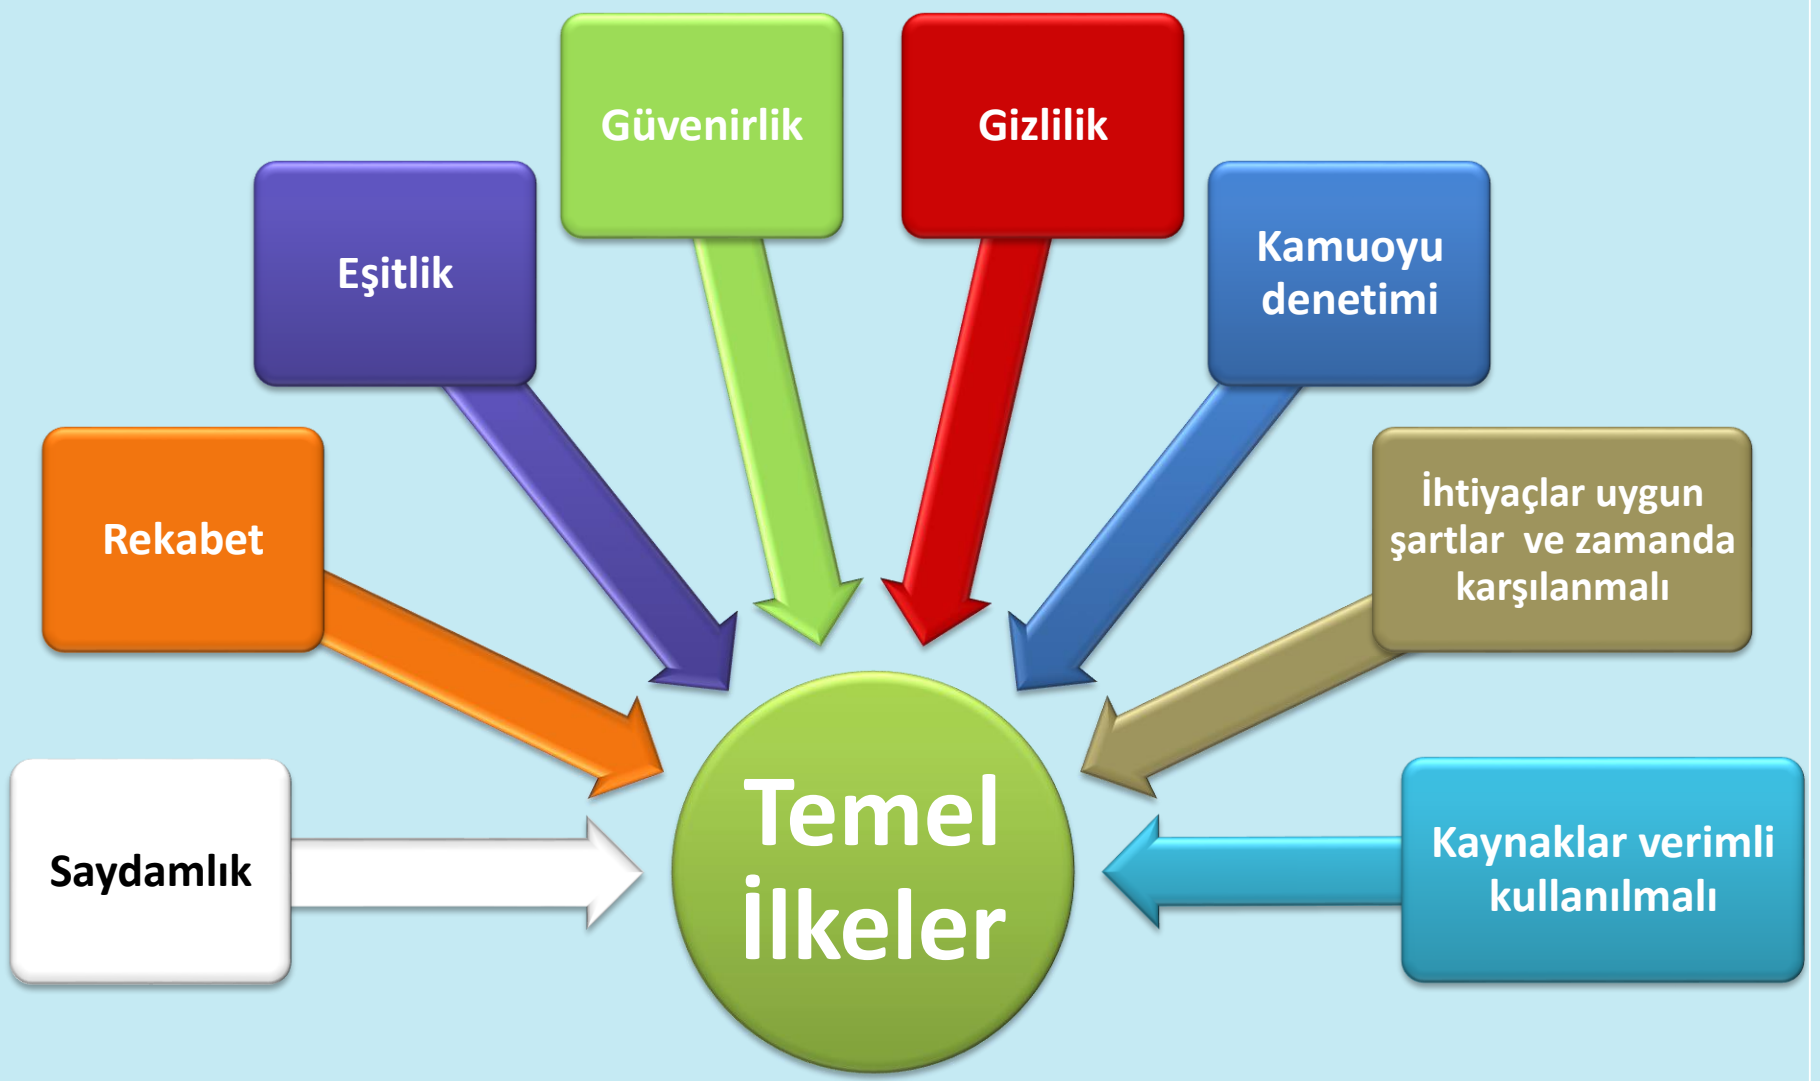 Güvenirlik
Gizlilik
Eşitlik
Kamuoyu
denetimi
Rekabet
İhtiyaçlar uygun
şartlar ve zamanda
karşılanmalı
Saydamlık
Temel
İlkeler
Kaynaklar verimli
kullanılmalı